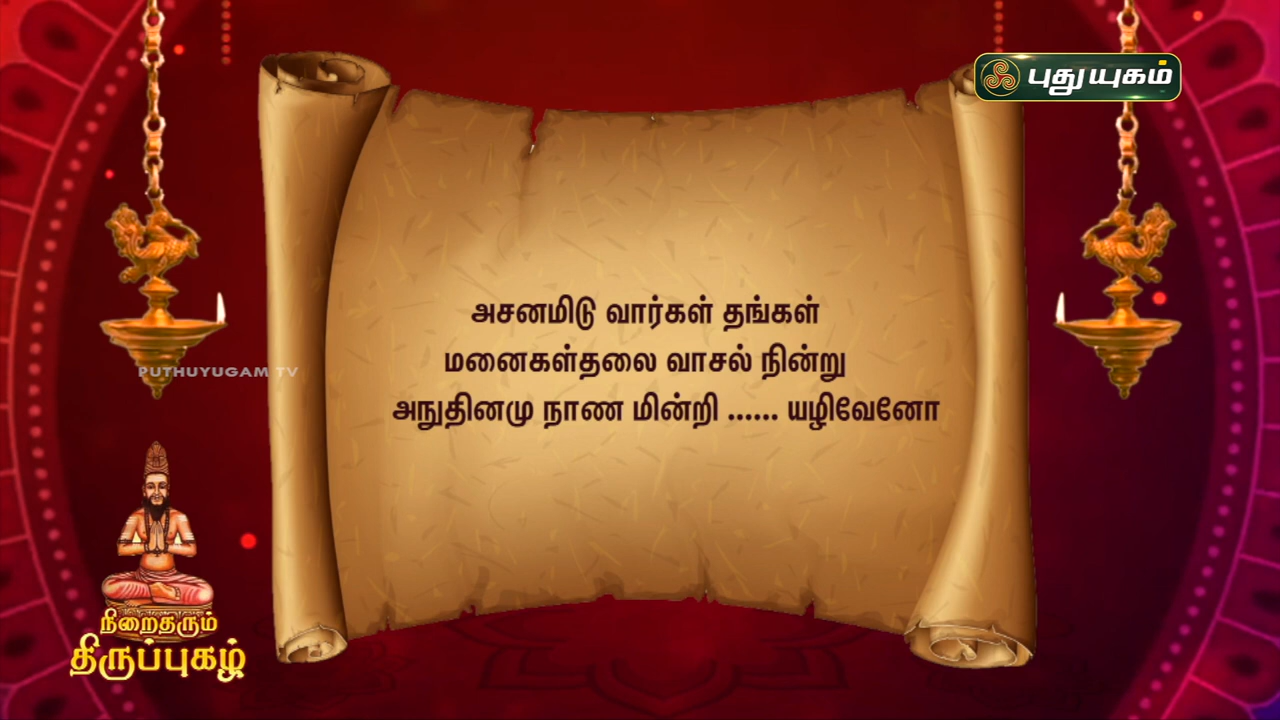 புதுயுகம்
அசனமிடு வார்கள் தங்கள்
மனைகள்தலை வாசல் நின்று
அநுதினமு நாண மின்றி ...... யழிவேனோ
PUTHUYUGAM TV
நிறைதரும்
திருப்புகழ்